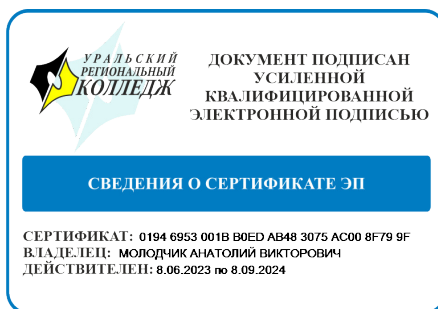 УРАЛЬСКИЙ
РЕГИОНАЛЬНЫЙ
КОЛЛЕДЖ
ДОКУМЕНТ ПОДПИСАН
УСИЛЕННОЙ
КВАЛИФИЦИРОВАННОЙ
ЭЛЕКТРОННОЙ ПОДПИСЬЮ
СВЕДЕНИЯ О СЕРТИФИКАТЕ ЭП
СЕРТИФИКАТ: 0194 6953 001B B0ED AB48 3075 AC00 8F79 9F
ВЛАДЕЛЕЦ: МОЛОДЧИК АНАТОЛИЙ ВИКТОРОВИЧ
ДЕЙСТВИТЕЛЕН: 8.06.2023 по 8.09.2024